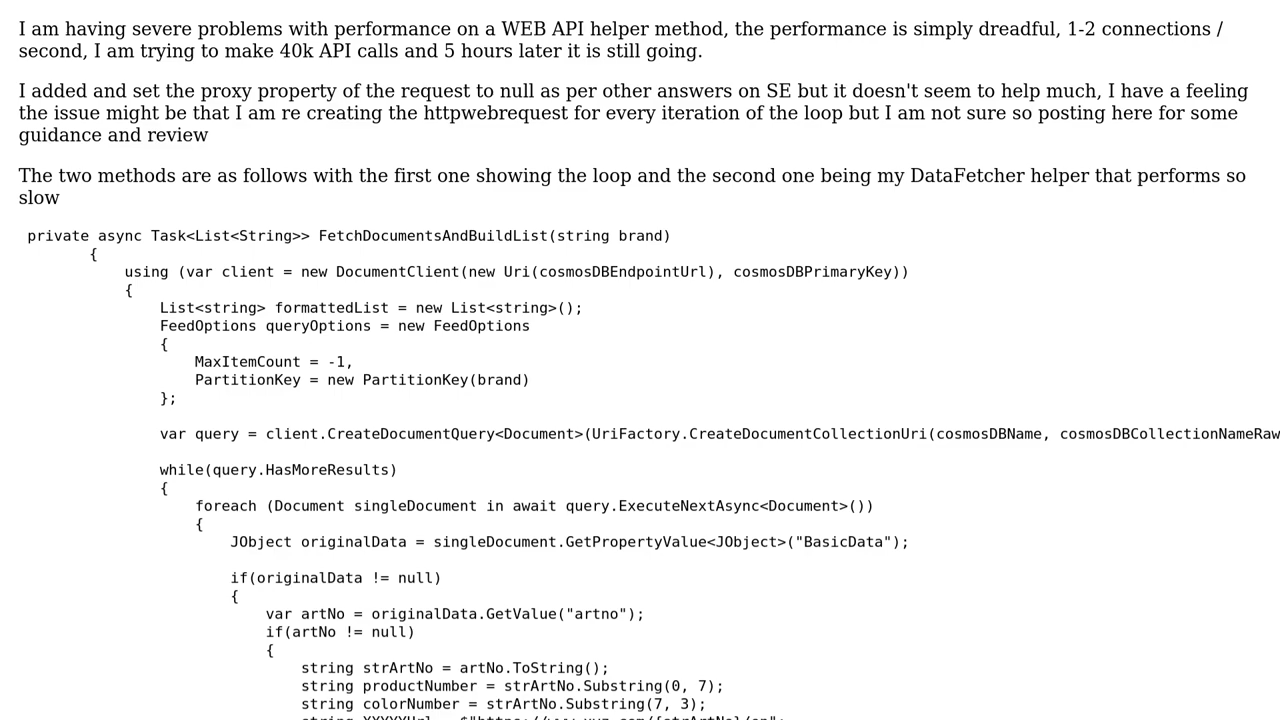 I am having severe problems with performance on a WEB API helper method, the performance is simply dreadful, 1-2 connections /
second, I am trying to make 40k API calls and 5 hours later it is still going.
I added and set the proxy property of the request to null as per other answers on SE but it doesn't seem to help much, I have a feeling
the issue might be that I am re creating the httpwebrequest for every iteration of the loop but I am not sure so posting here for some
guidance and review
The two methods are as follows with the first one showing the loop and the second one being my DataFetcher helper that performs so
slow
private async Task<List<String>> FetchDocumentsAndBuildList(string brand)
{
using (var client = new DocumentClient(new Uri(cosmosDBEndpointUrl), cosmosDBPrimaryKey))
{
List<string> formattedList = new List<string>();
FeedOptions queryOptions = new FeedOptions
{
MaxItemCount = -1,
PartitionKey = new PartitionKey(brand)
};
var query = client.CreateDocumentQuery<Document>(UriFactory.CreateDocumentCollectionUri(cosmosDBName, cosmosDBCollectionNameRaw
while(query.HasMoreResults)
{
foreach (Document singleDocument in await query.ExecuteNextAsync<Document>())
{
JObject originalData = singleDocument.GetPropertyValue<JObject>("BasicData");
if(originalData != null)
{
var artNo = originalData.GetValue("artno");
if(artNo != null)
{
string strArtNo = artNo.ToString();
string productNumber = strArtNo.Substring(0, 7);
string colorNumber = strArtNo.Substring(7, 3);